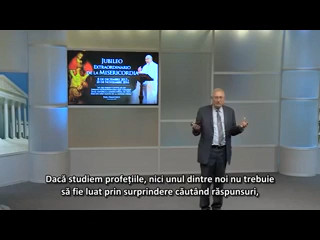 JUBILEO
EXTRAORDINARIO
DE LA MISERICORDIA
Dacă studiem profețiile, nici unul dintre noi nu trebuie
să fie luat prin surprindere căutând răspunsuri,